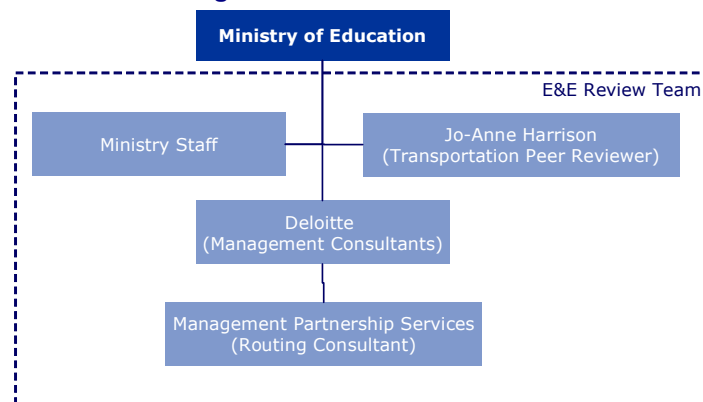 Ministry of Education
E&E Review Team
Ministry Staff
Jo-Anne Harrison
(Transportation Peer Reviewer)
Deloitte
(Management Consultants)
Management Partnership Services
(Routing Consultant)